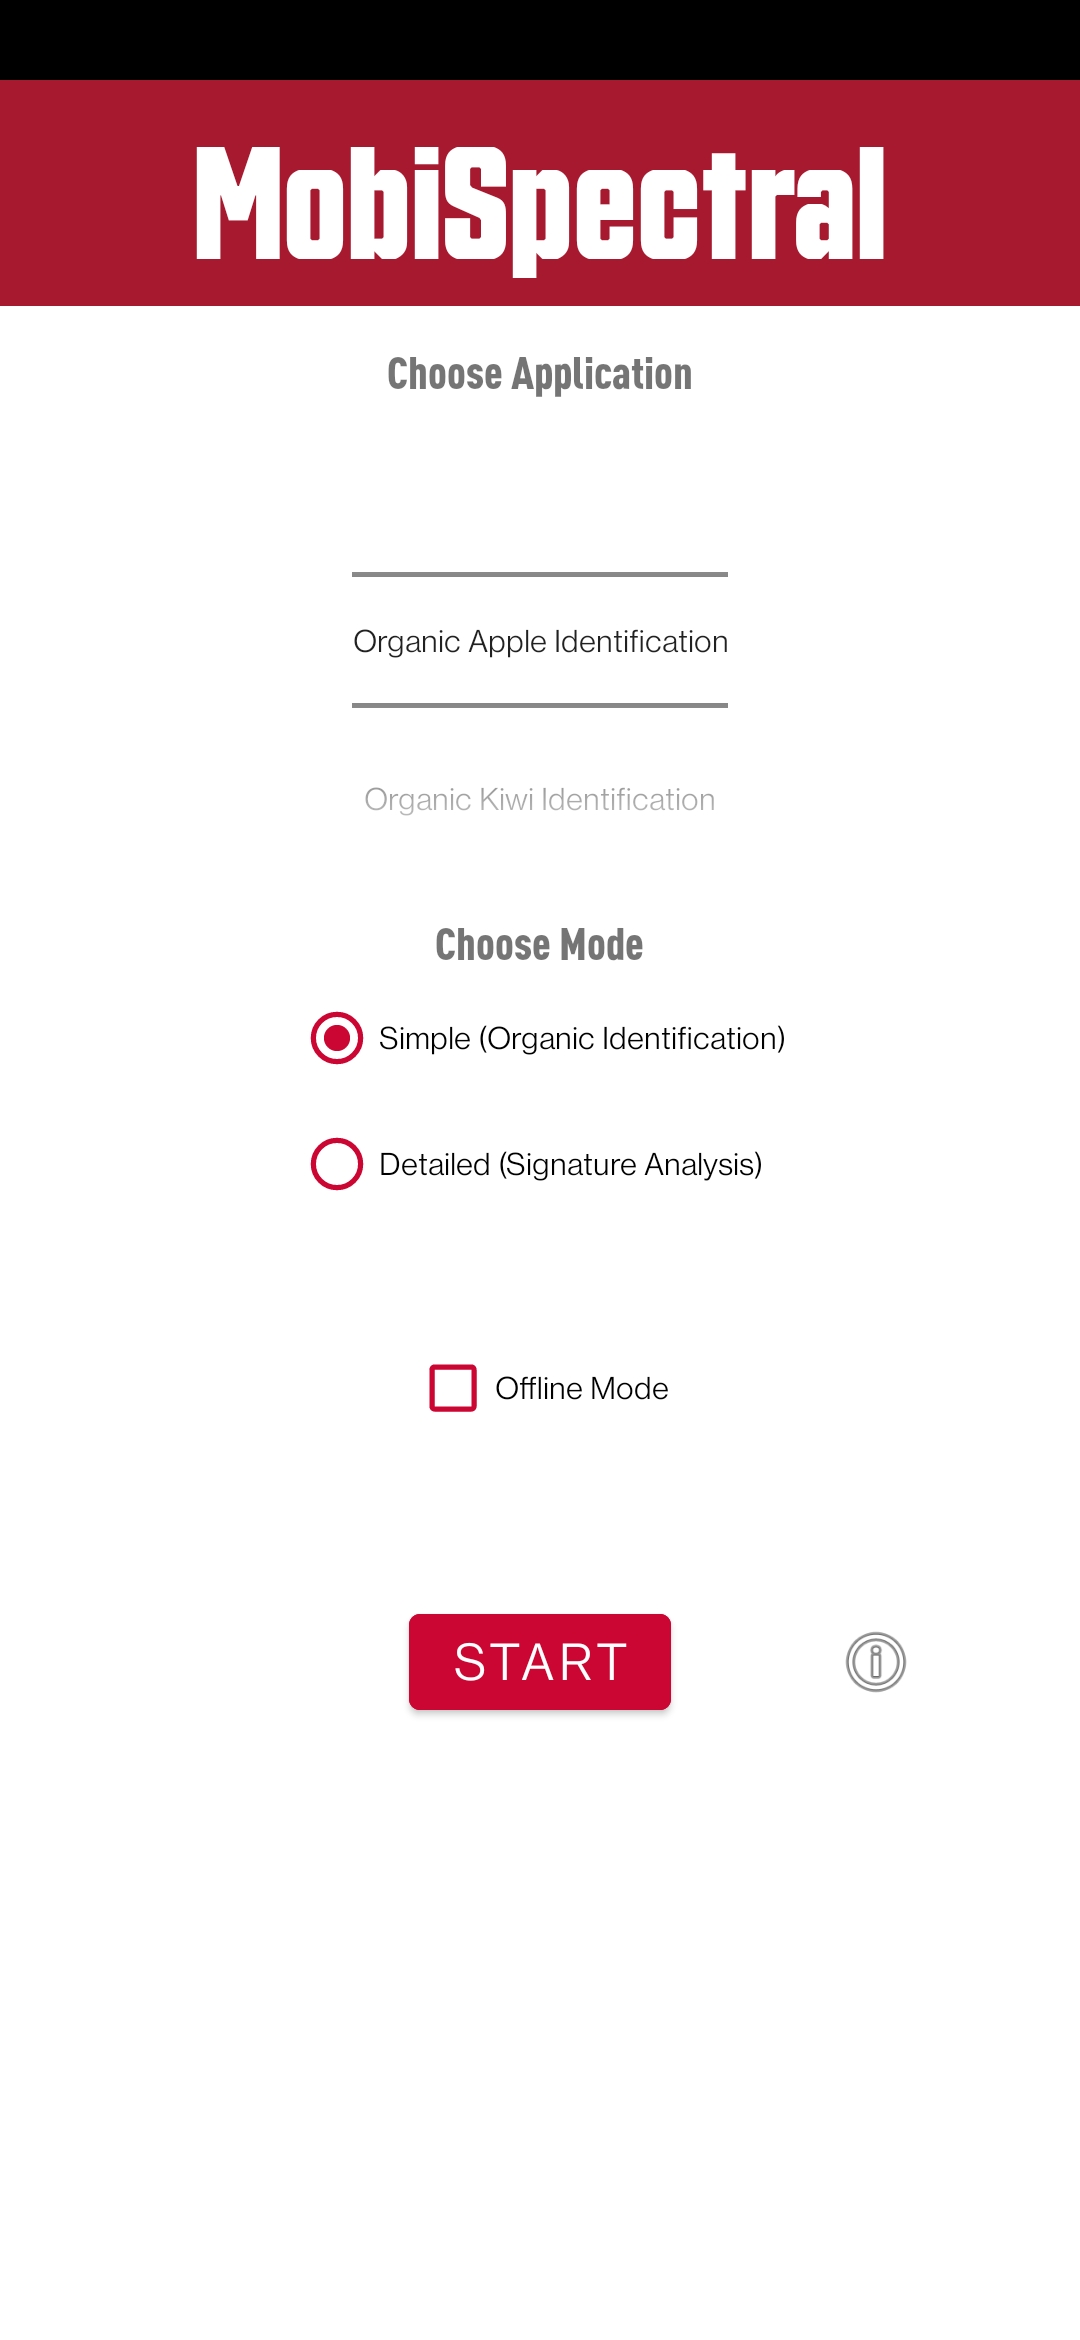 MobiSpectral
Choose Application
Organic Apple Identification
Organic Kiwi Identification
Choose Mode
Simple (Organic Identification)
Detailed (Signature Analysis)
Offline Mode
START